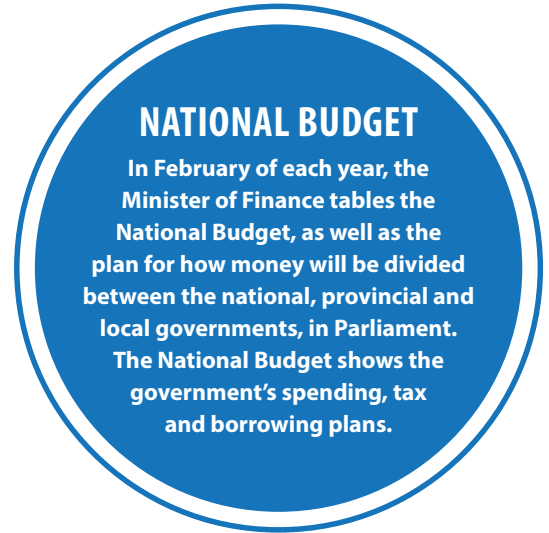 NATIONAL BUDGET
In February of each year, the
Minister of Finance tables the
National Budget, as well as the
plan for how money will be divided
between the national, provincial and
local governments, in Parliament.
The National Budget shows the
government’s spending, tax
and borrowing plans.